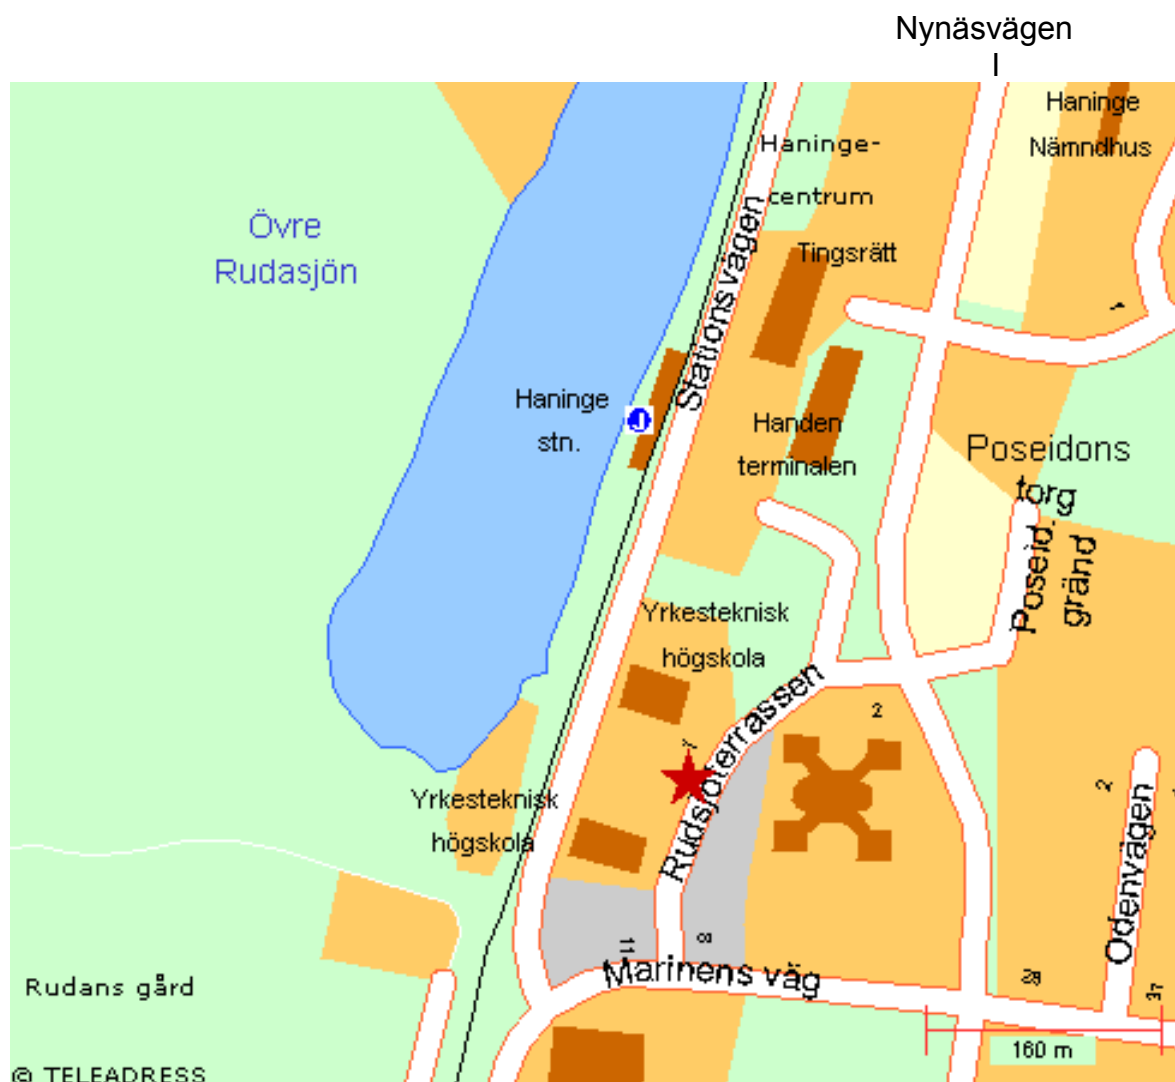 Nynäsvägen
Haninge
Nämndhus
Haninge-
centrum
Övre
Rudasjön
Tingsrätt
Stationsvägen
Haninge
stn.
Handen
terminalen
Poseidons
torg
Poseid.
gränd
Yrkesteknisk
högskola
Rudsjöterrassen
2
Yrkesteknisk
högskola
2
Odenvägen
11
8
Marinens väg
28
37
Rudans gård
160 m
© TELEADRESS